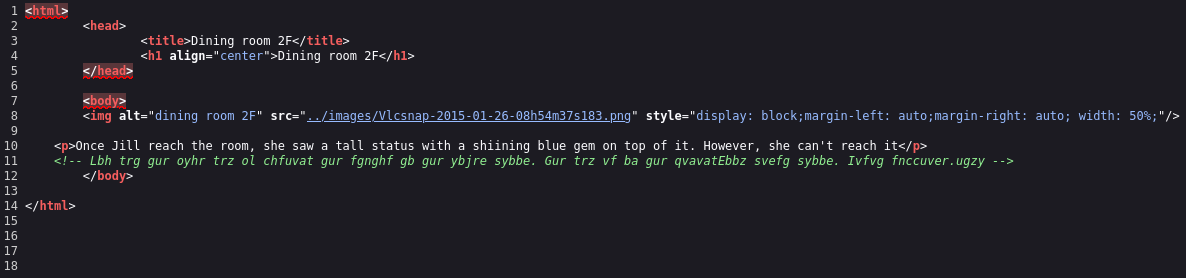 1 <html>
2 <head>
3 <title>Dining room 2F</title>
4 <h1 align="center">Dining room 2F</h1>
5 </head>
6
7 <body>
8 <img alt="dining room 2F" src="../images/Vlcsnap-2015-01-26-08h54m37s183.png" style="display: block;margin-left: auto;margin-right: auto; width: 50%;"/>
9
10 <p>Once Jill reach the room, she saw a tall status with a shiining blue gem on top of it. However, she can't reach it</p>
11 <!-- Lbh trg gur oyhr trz ol chfuvat gur fgnghf gb gur ybjre sybbe. Gur trz vf ba gur qvavatEbbz svefg sybbe. Ivfvg fnccuver.ugzy -->
12 </body>
13
14 </html>
15
16
17
18